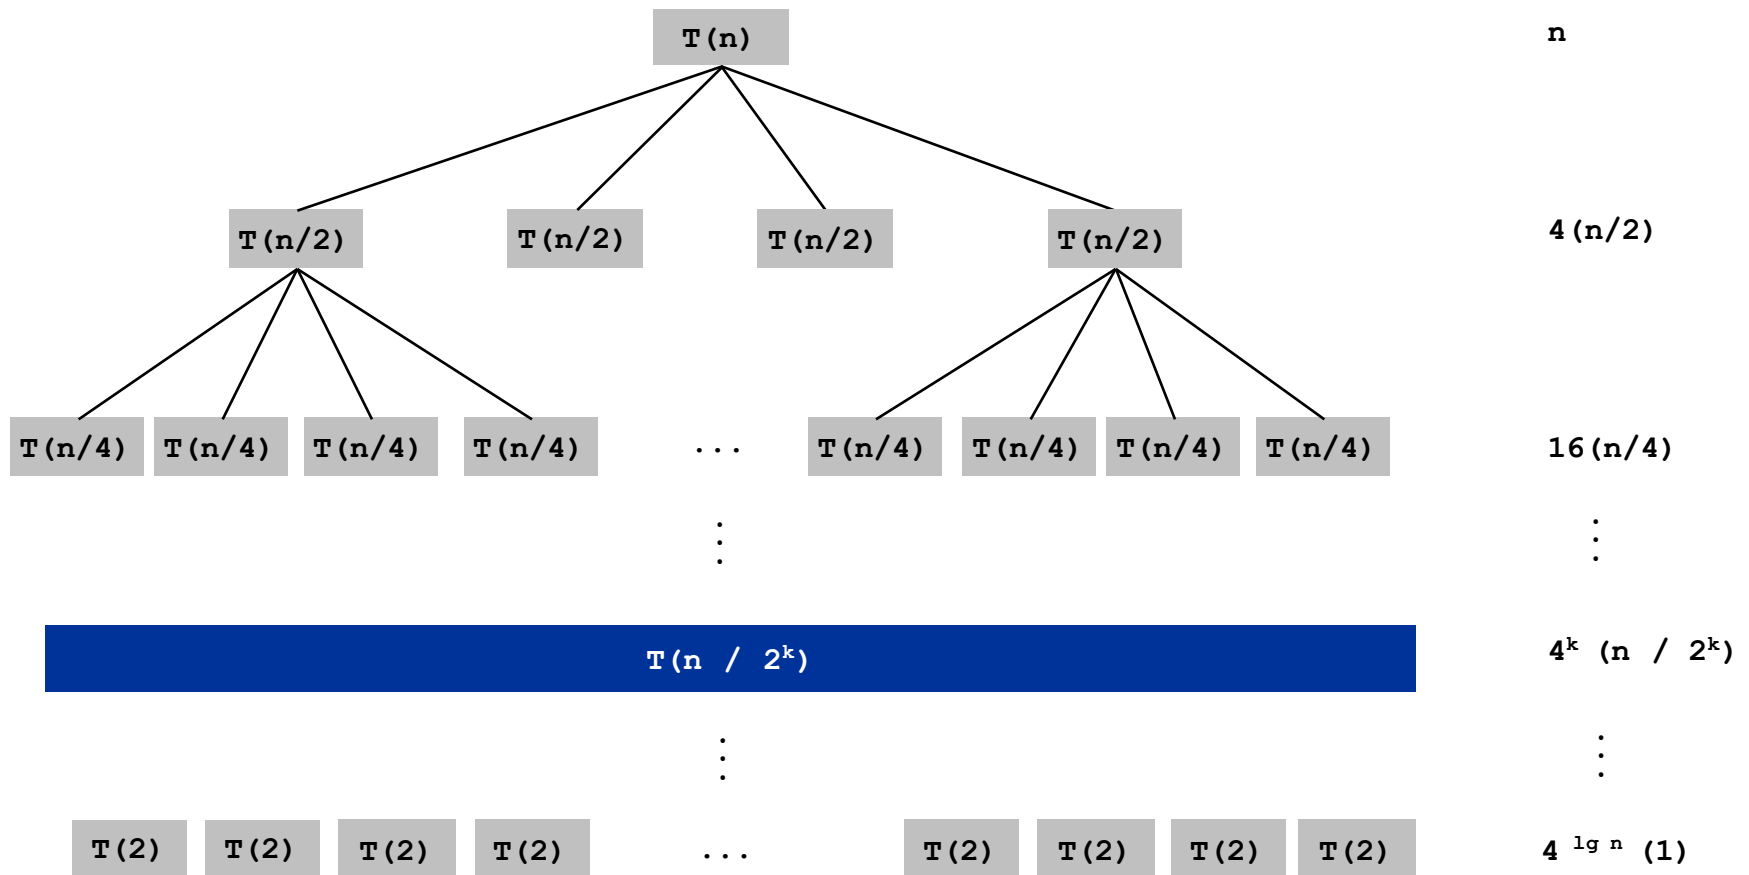 T(n) n
T(n/2) T(n/2) T(n/2) T(n/2) 4(n/2)
T(n/4) T(n/4) T(n/4) T(n/4) ... T(n/4) T(n/4) T(n/4) T(n/4) 16(n/4)
T(n / 2ᵏ) 4ᵏ (n / 2ᵏ)
T(2) T(2) T(2) T(2) ... T(2) T(2) T(2) T(2) 4 ˡᵍ ⁿ (1)